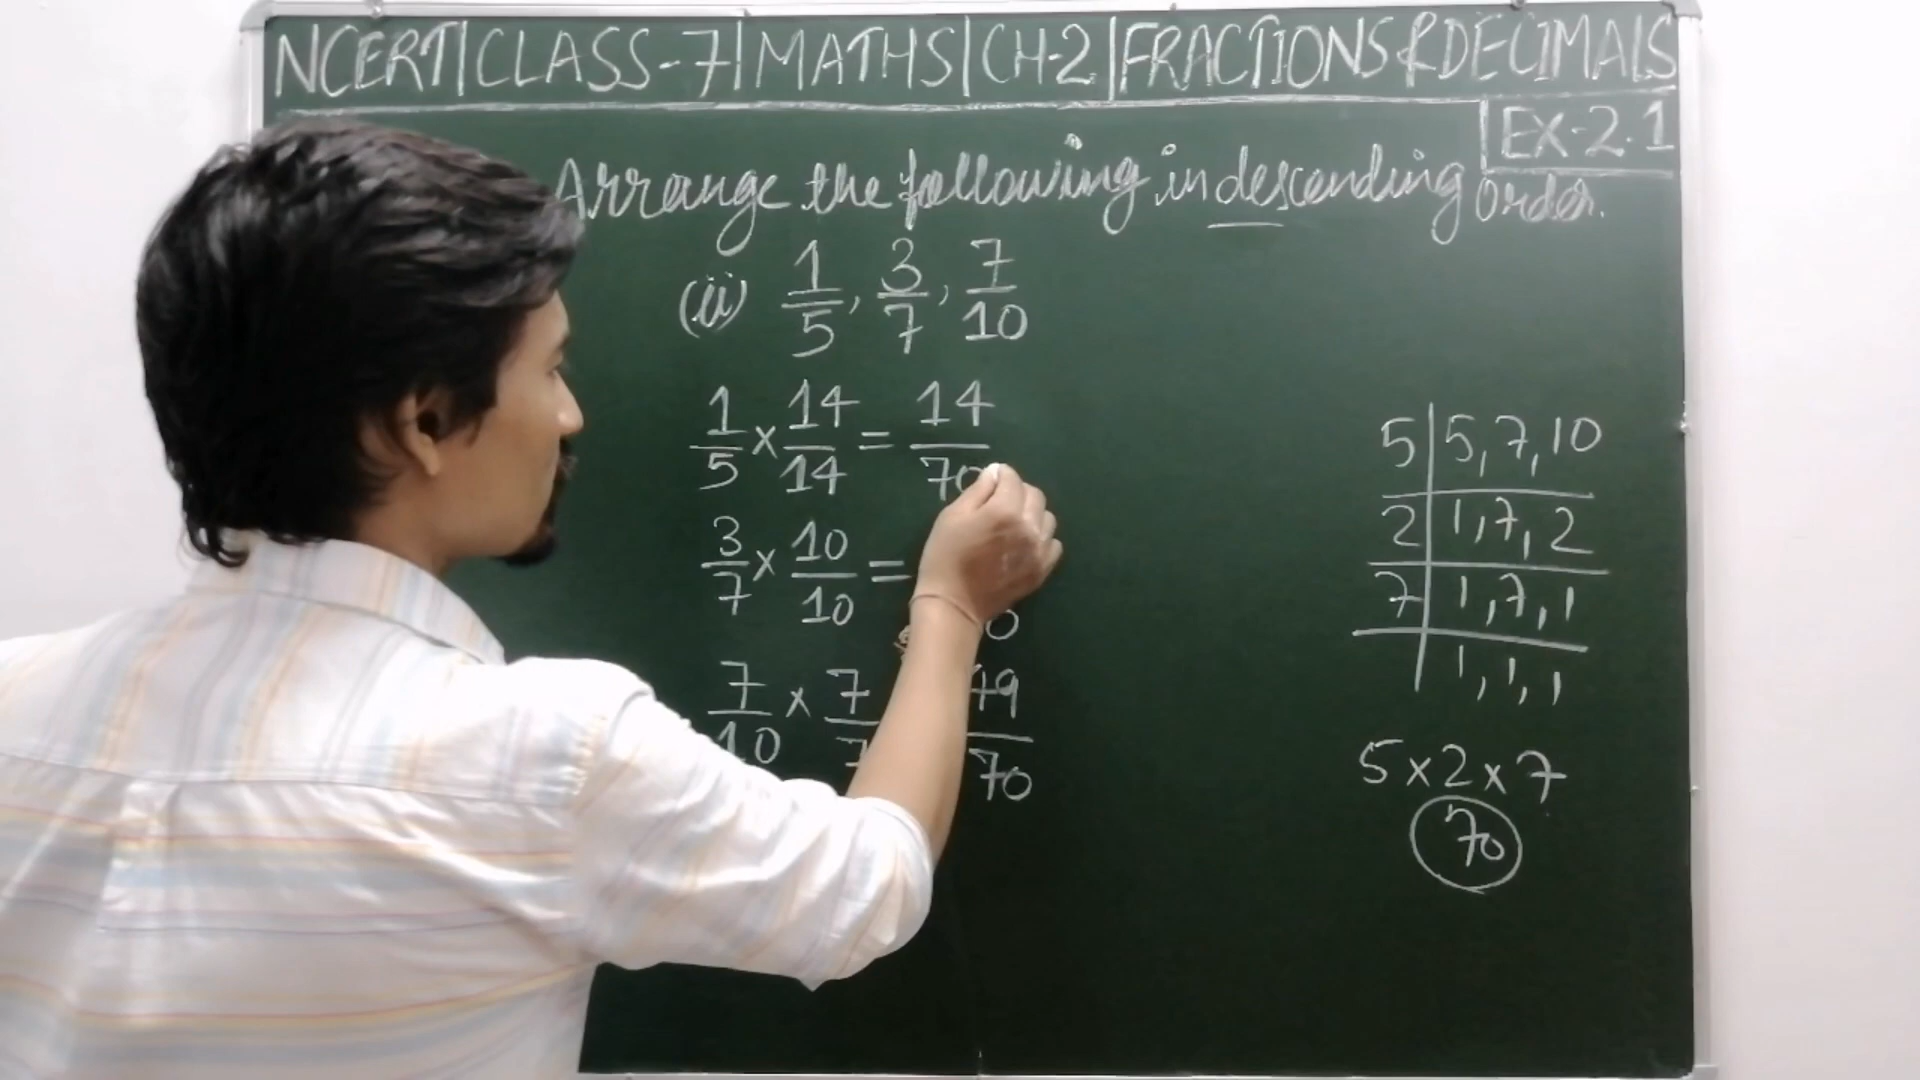 NCERT|CLASS-7|MATHS|CH-2|FRACTIONS & DECIMALS
EX-2.1
Arrange the following in descending order.
(ii) 1/5, 3/7, 7/10
1/5 × 14/14 = 14/70
3/7 × 10/10 =
7/10 × 7/7 49/70
5 | 5, 7, 10
2 | 1, 7, 2
7 | 1, 7, 1
| 1, 1, 1
5 × 2 × 7
70